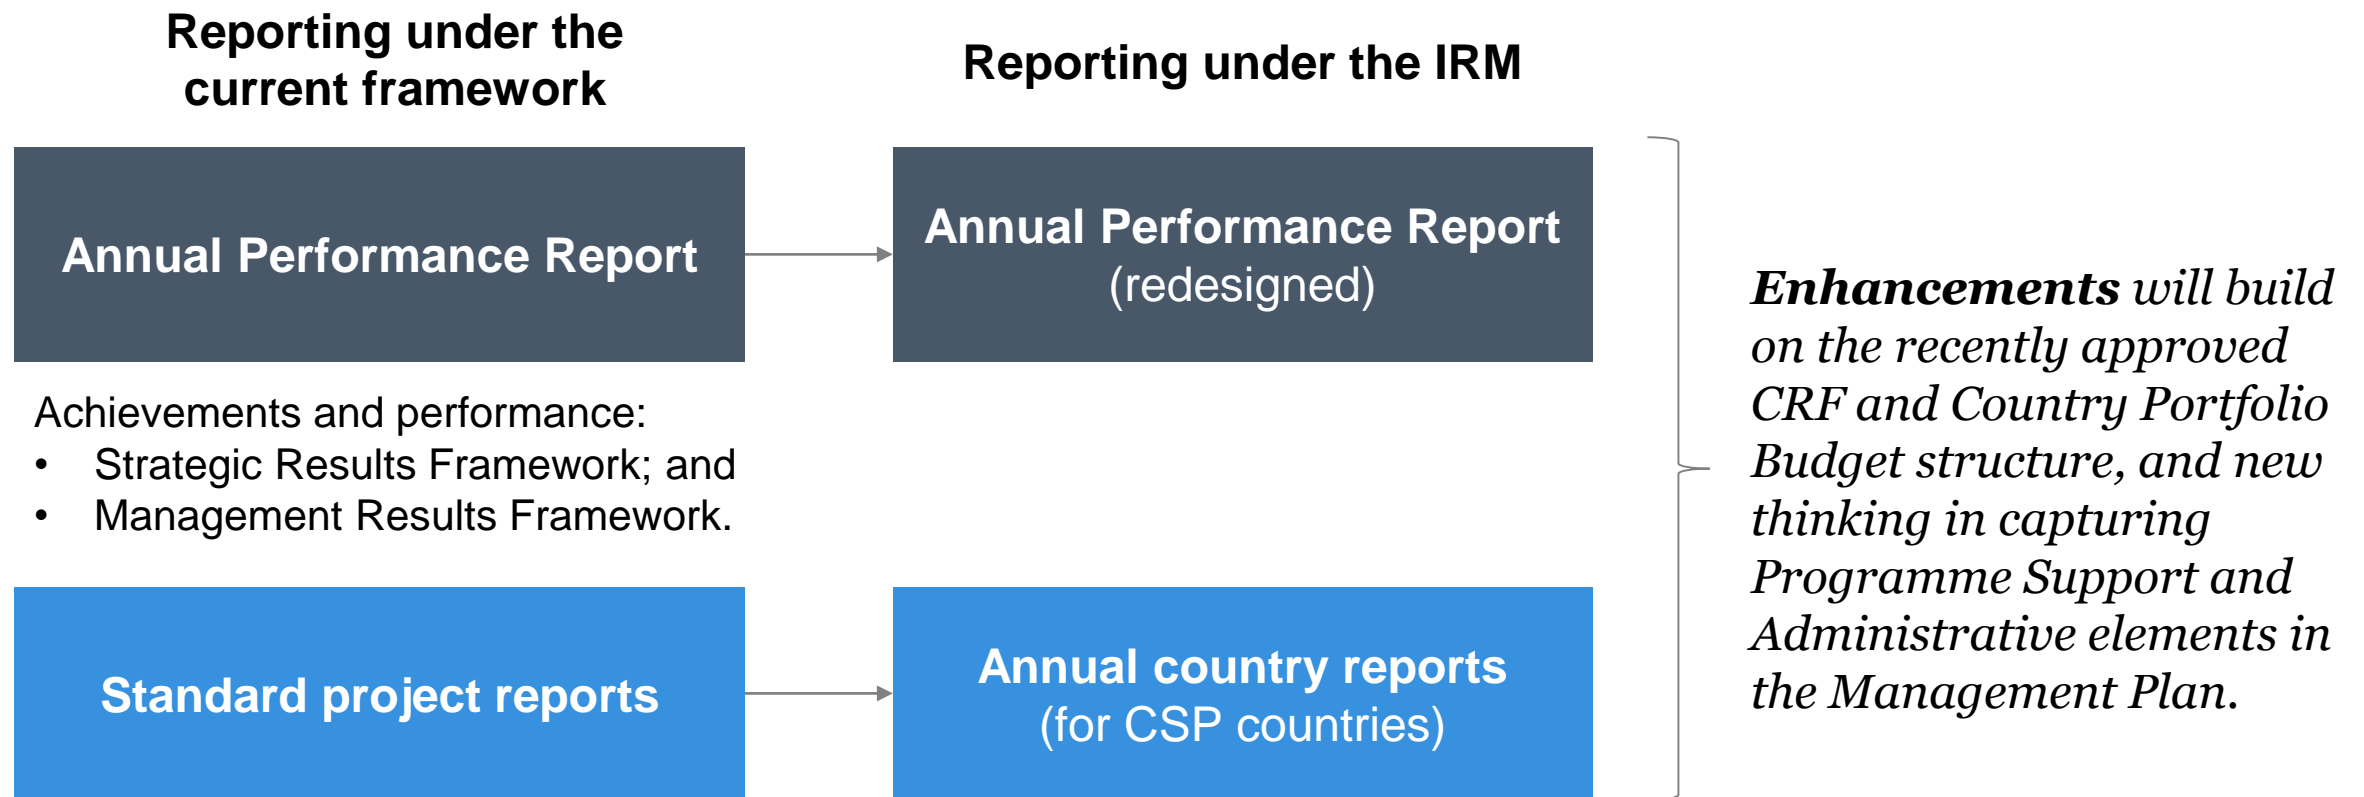 Reporting under the
current framework
Reporting under the IRM
Annual Performance Report
Annual Performance Report
(redesigned)
Achievements and performance:
• Strategic Results Framework; and
• Management Results Framework.
Standard project reports
Annual country reports
(for CSP countries)
Enhancements will build
on the recently approved
CRF and Country Portfolio
Budget structure, and new
thinking in capturing
Programme Support and
Administrative elements in
the Management Plan.